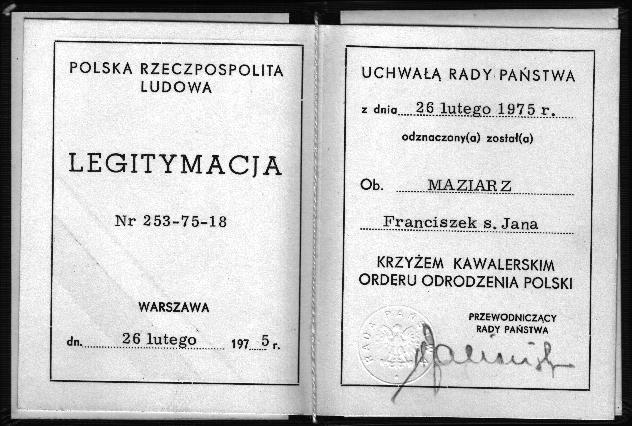 POLSKA RZECZPOSPOLITA
LUDOWA
LEGITYMACJA
Nr 253-75-18
WARSZAWA
dn. 26 lutego 1975 r.
UCHWAŁĄ RADY PAŃSTWA
z dnia 26 lutego 1975 r.
odznaczony(a) został(a)
Ob. MAZIARZ
Franciszek s. Jana
KRZYŻEM KAWALERSKIM
ORDERU ODRODZENIA POLSKI
PRZEWODNICZĄCY
RADY PAŃSTWA